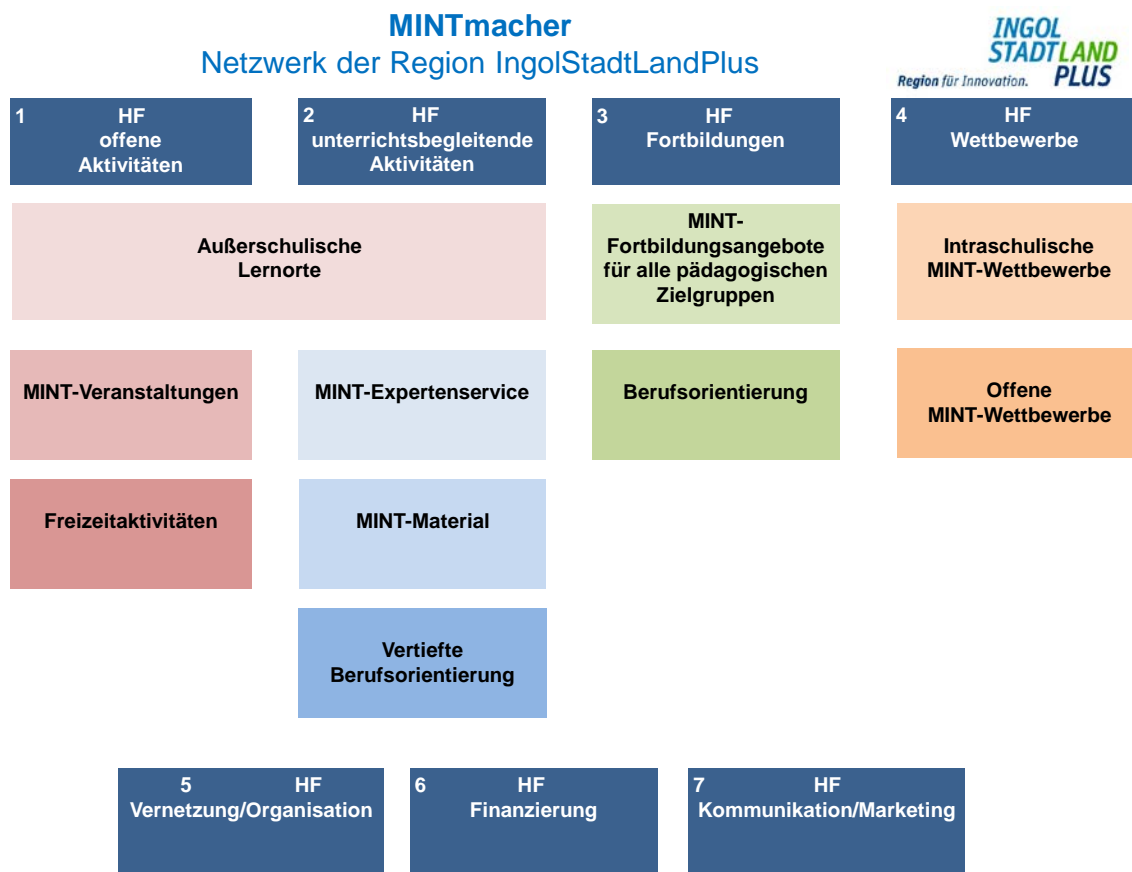 MINTmacher
Netzwerk der Region IngolStadtLandPlus
INGOL
STADTLAND
Region für Innovation. PLUS
1 HF
offene
Aktivitäten
2 HF
unterrichtsbegleitende
Aktivitäten
3 HF
Fortbildungen
4 HF
Wettbewerbe
Außerschulische
Lernorte
MINT-
Fortbildungsangebote
für alle pädagogischen
Zielgruppen
Intraschulische
MINT-Wettbewerbe
MINT-Veranstaltungen
MINT-Expertenservice
Berufsorientierung
Offene
MINT-Wettbewerbe
Freizeitaktivitäten
MINT-Material
Vertiefte
Berufsorientierung
5 HF
Vernetzung/Organisation
6 HF
Finanzierung
7 HF
Kommunikation/Marketing